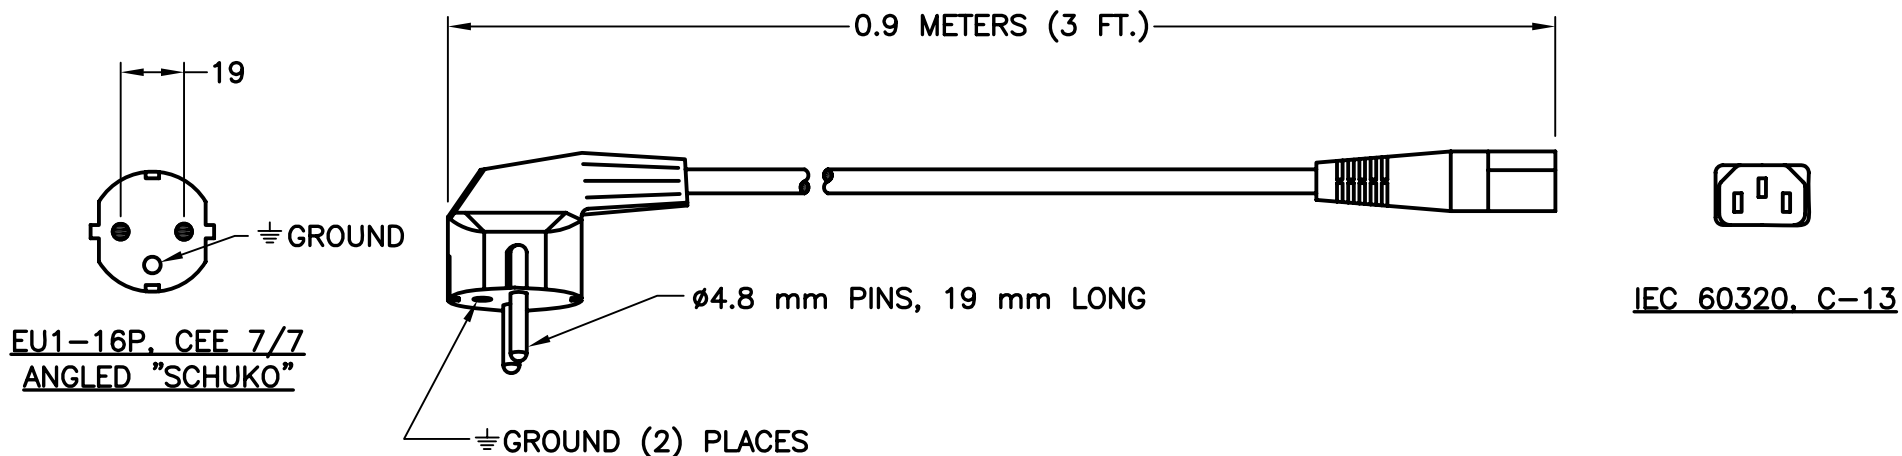 0.9 METERS (3 FT.)
19
⏚ GROUND
ø4.8 mm PINS, 19 mm LONG
IEC 60320, C-13
EU1-16P, CEE 7/7
ANGLED "SCHUKO"
⏚ GROUND (2) PLACES